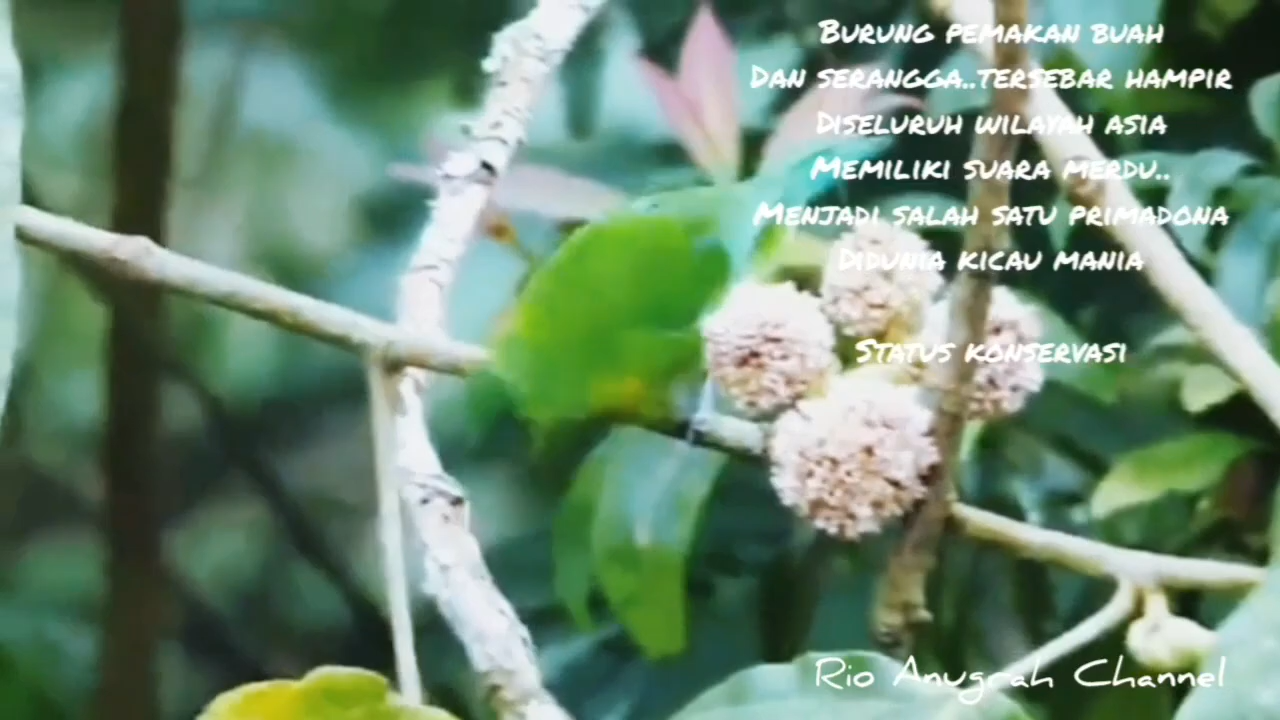 Burung pemakan buah
Dan serangga..tersebar hampir
Diseluruh wilayah asia
Memiliki suara merdu..
Menjadi salah satu primadona
Didunia kicau mania
Status konservasi
Rio Anugrah Channel